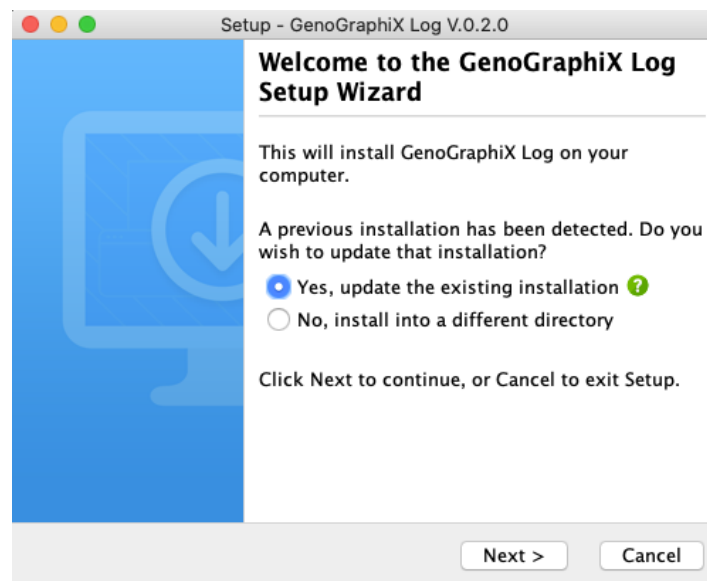 Setup - GenoGraphiX Log V.0.2.0
Welcome to the GenoGraphiX Log
Setup Wizard
This will install GenoGraphiX Log on your
computer.
A previous installation has been detected. Do you
wish to update that installation?
Yes, update the existing installation ?
No, install into a different directory
Click Next to continue, or Cancel to exit Setup.
Next >
Cancel